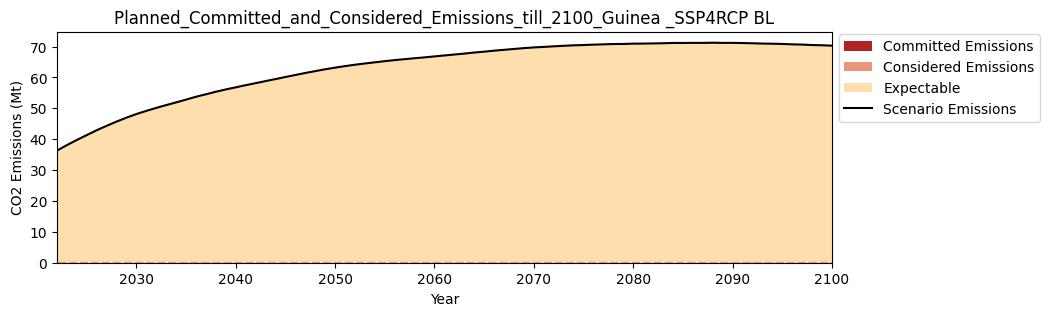 Planned_Committed_and_Considered_Emissions_till_2100_Guinea _SSP4RCP BL
Committed Emissions
Considered Emissions
Expectable
Scenario Emissions
CO2 Emissions (Mt)
70
60
50
40
30
20
10
0
2030 2040 2050 2060 2070 2080 2090 2100
Year